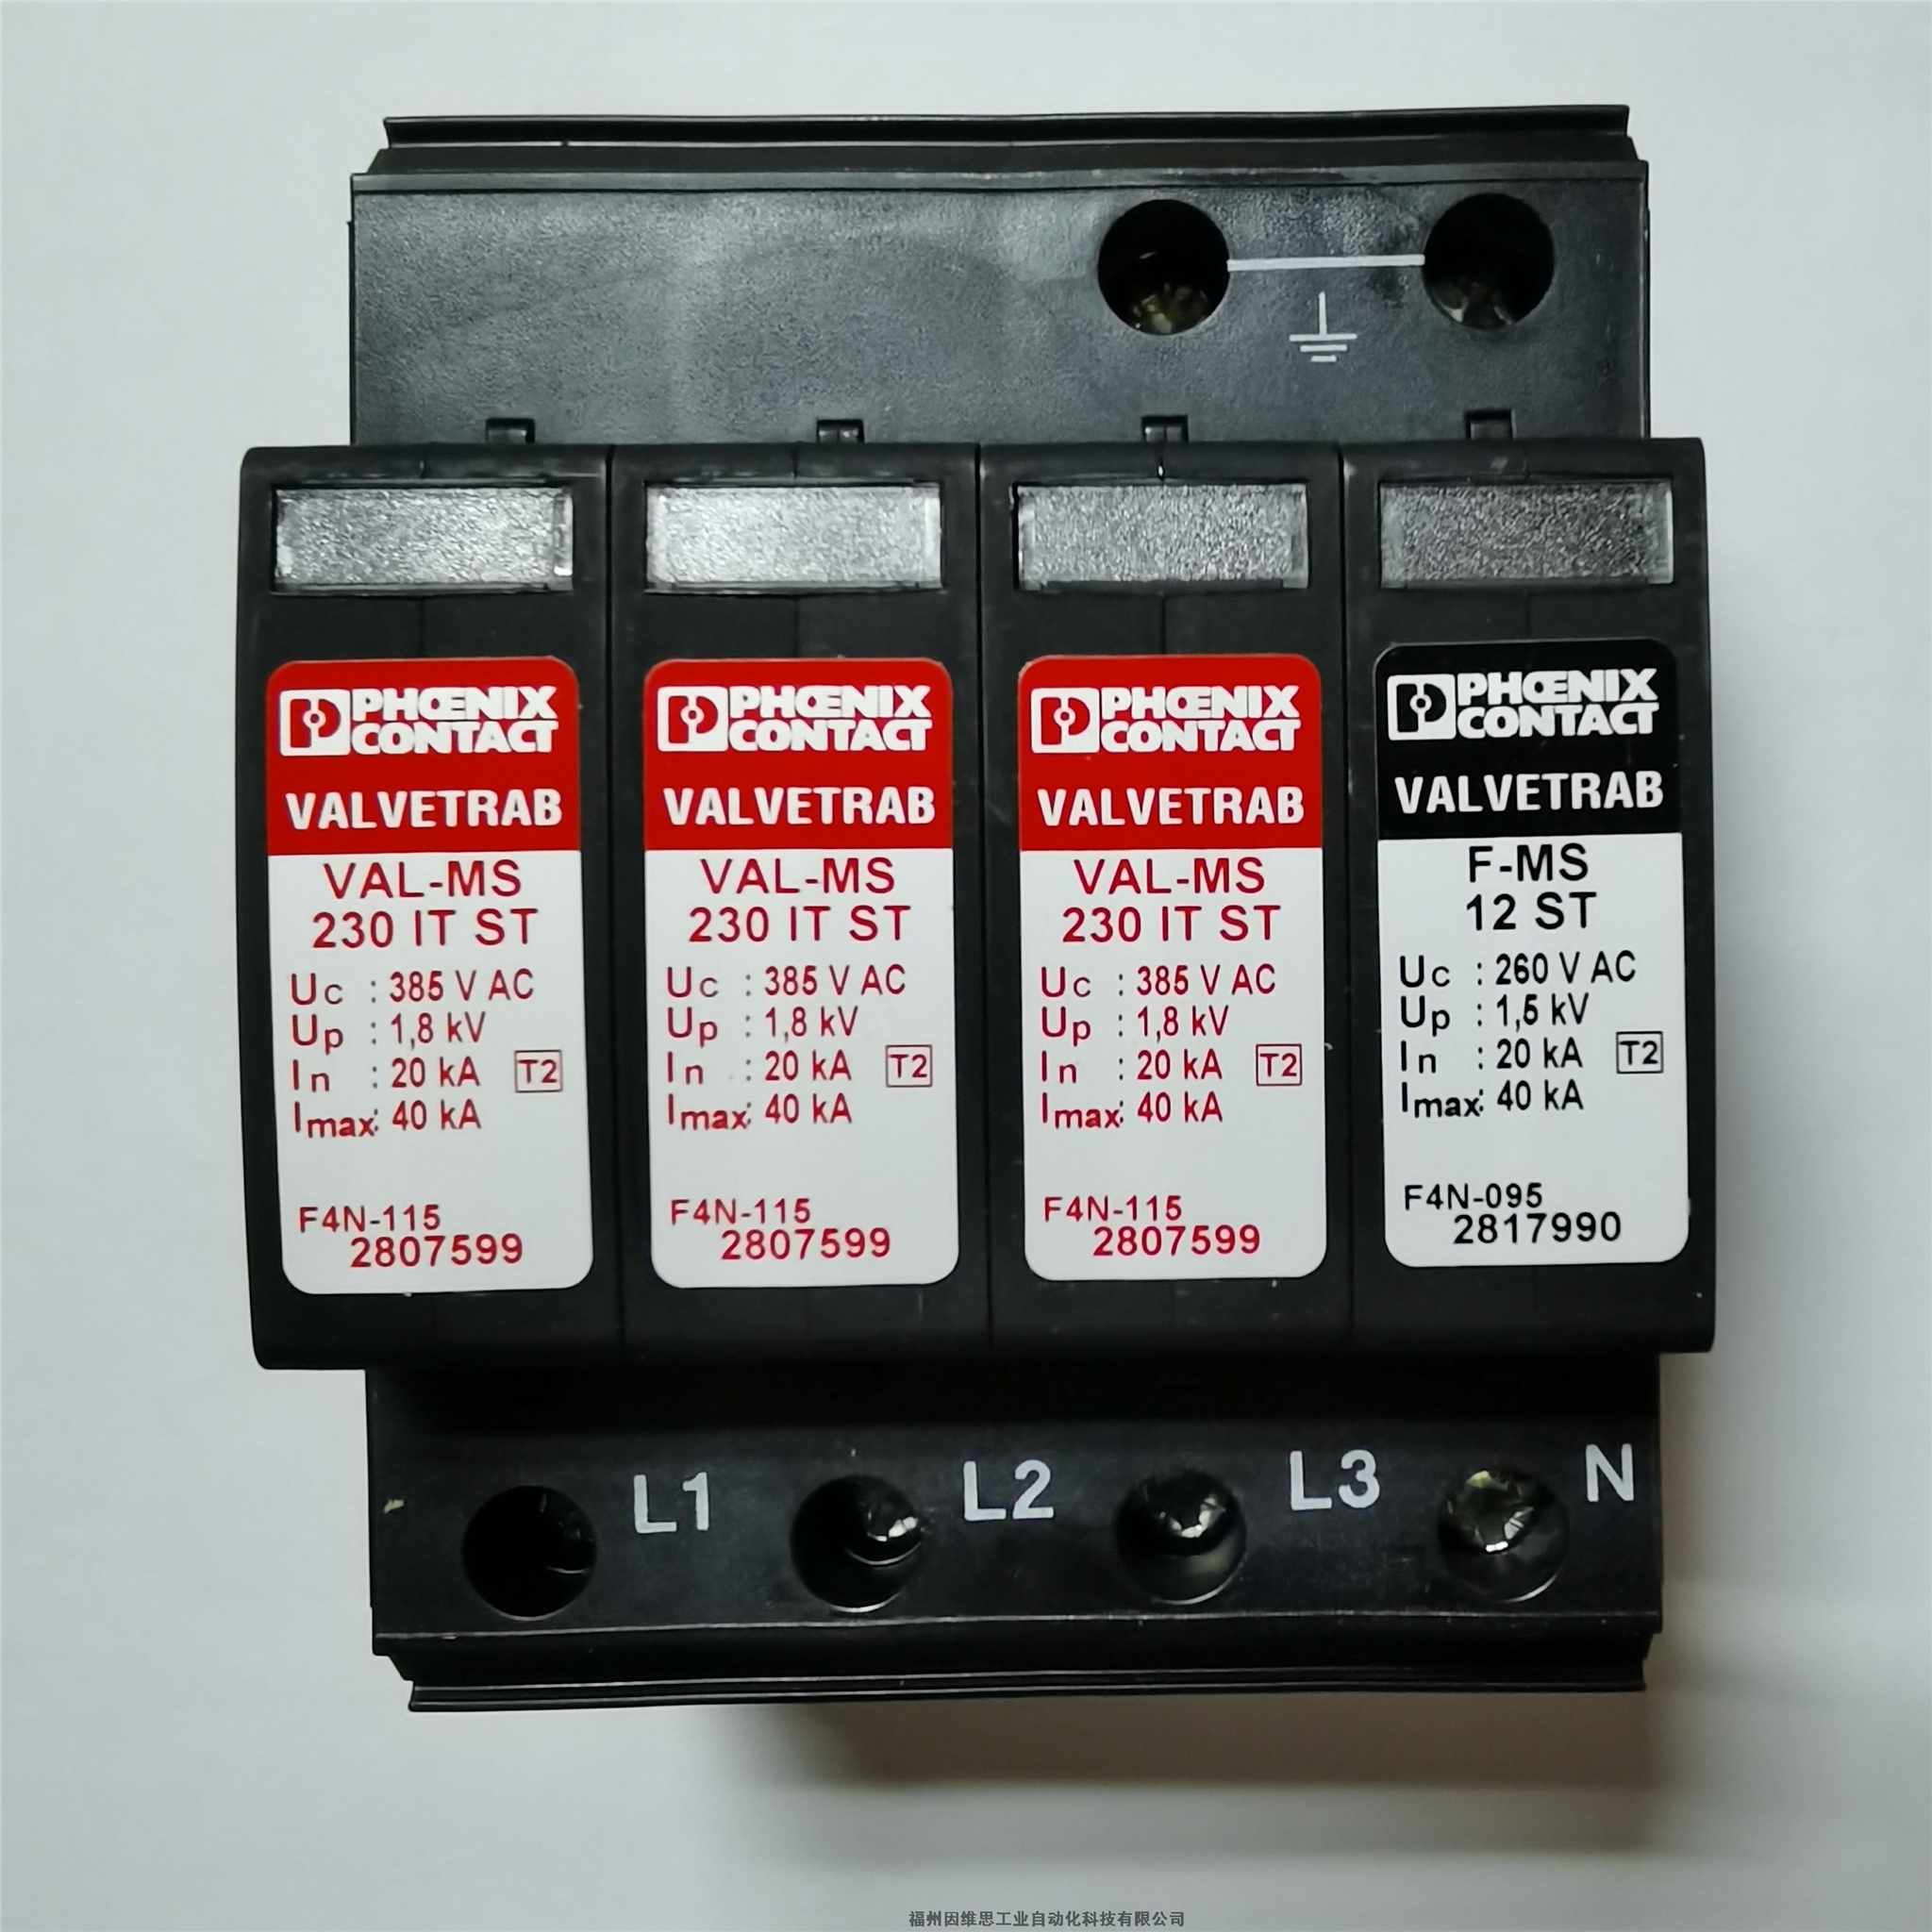 PHŒNIX
CONTACT
VALVETRAB
VAL-MS
230 IT ST
Uc : 385 V AC
Up : 1,8 kV
In : 20 kA T2
Imax: 40 kA
F4N-115
2807599
PHŒNIX
CONTACT
VALVETRAB
VAL-MS
230 IT ST
Uc : 385 V AC
Up : 1,8 kV
In : 20 kA T2
Imax: 40 kA
F4N-115
2807599
PHŒNIX
CONTACT
VALVETRAB
VAL-MS
230 IT ST
Uc : 385 V AC
Up : 1,8 kV
In : 20 kA T2
Imax: 40 kA
F4N-115
2807599
PHŒNIX
CONTACT
VALVETRAB
F-MS
12 ST
Uc : 260 V AC
Up : 1,5 kV
In : 20 kA T2
Imax: 40 kA
F4N-095
2817990
L1 L2 L3 N
福州因维思工业自动化科技有限公司